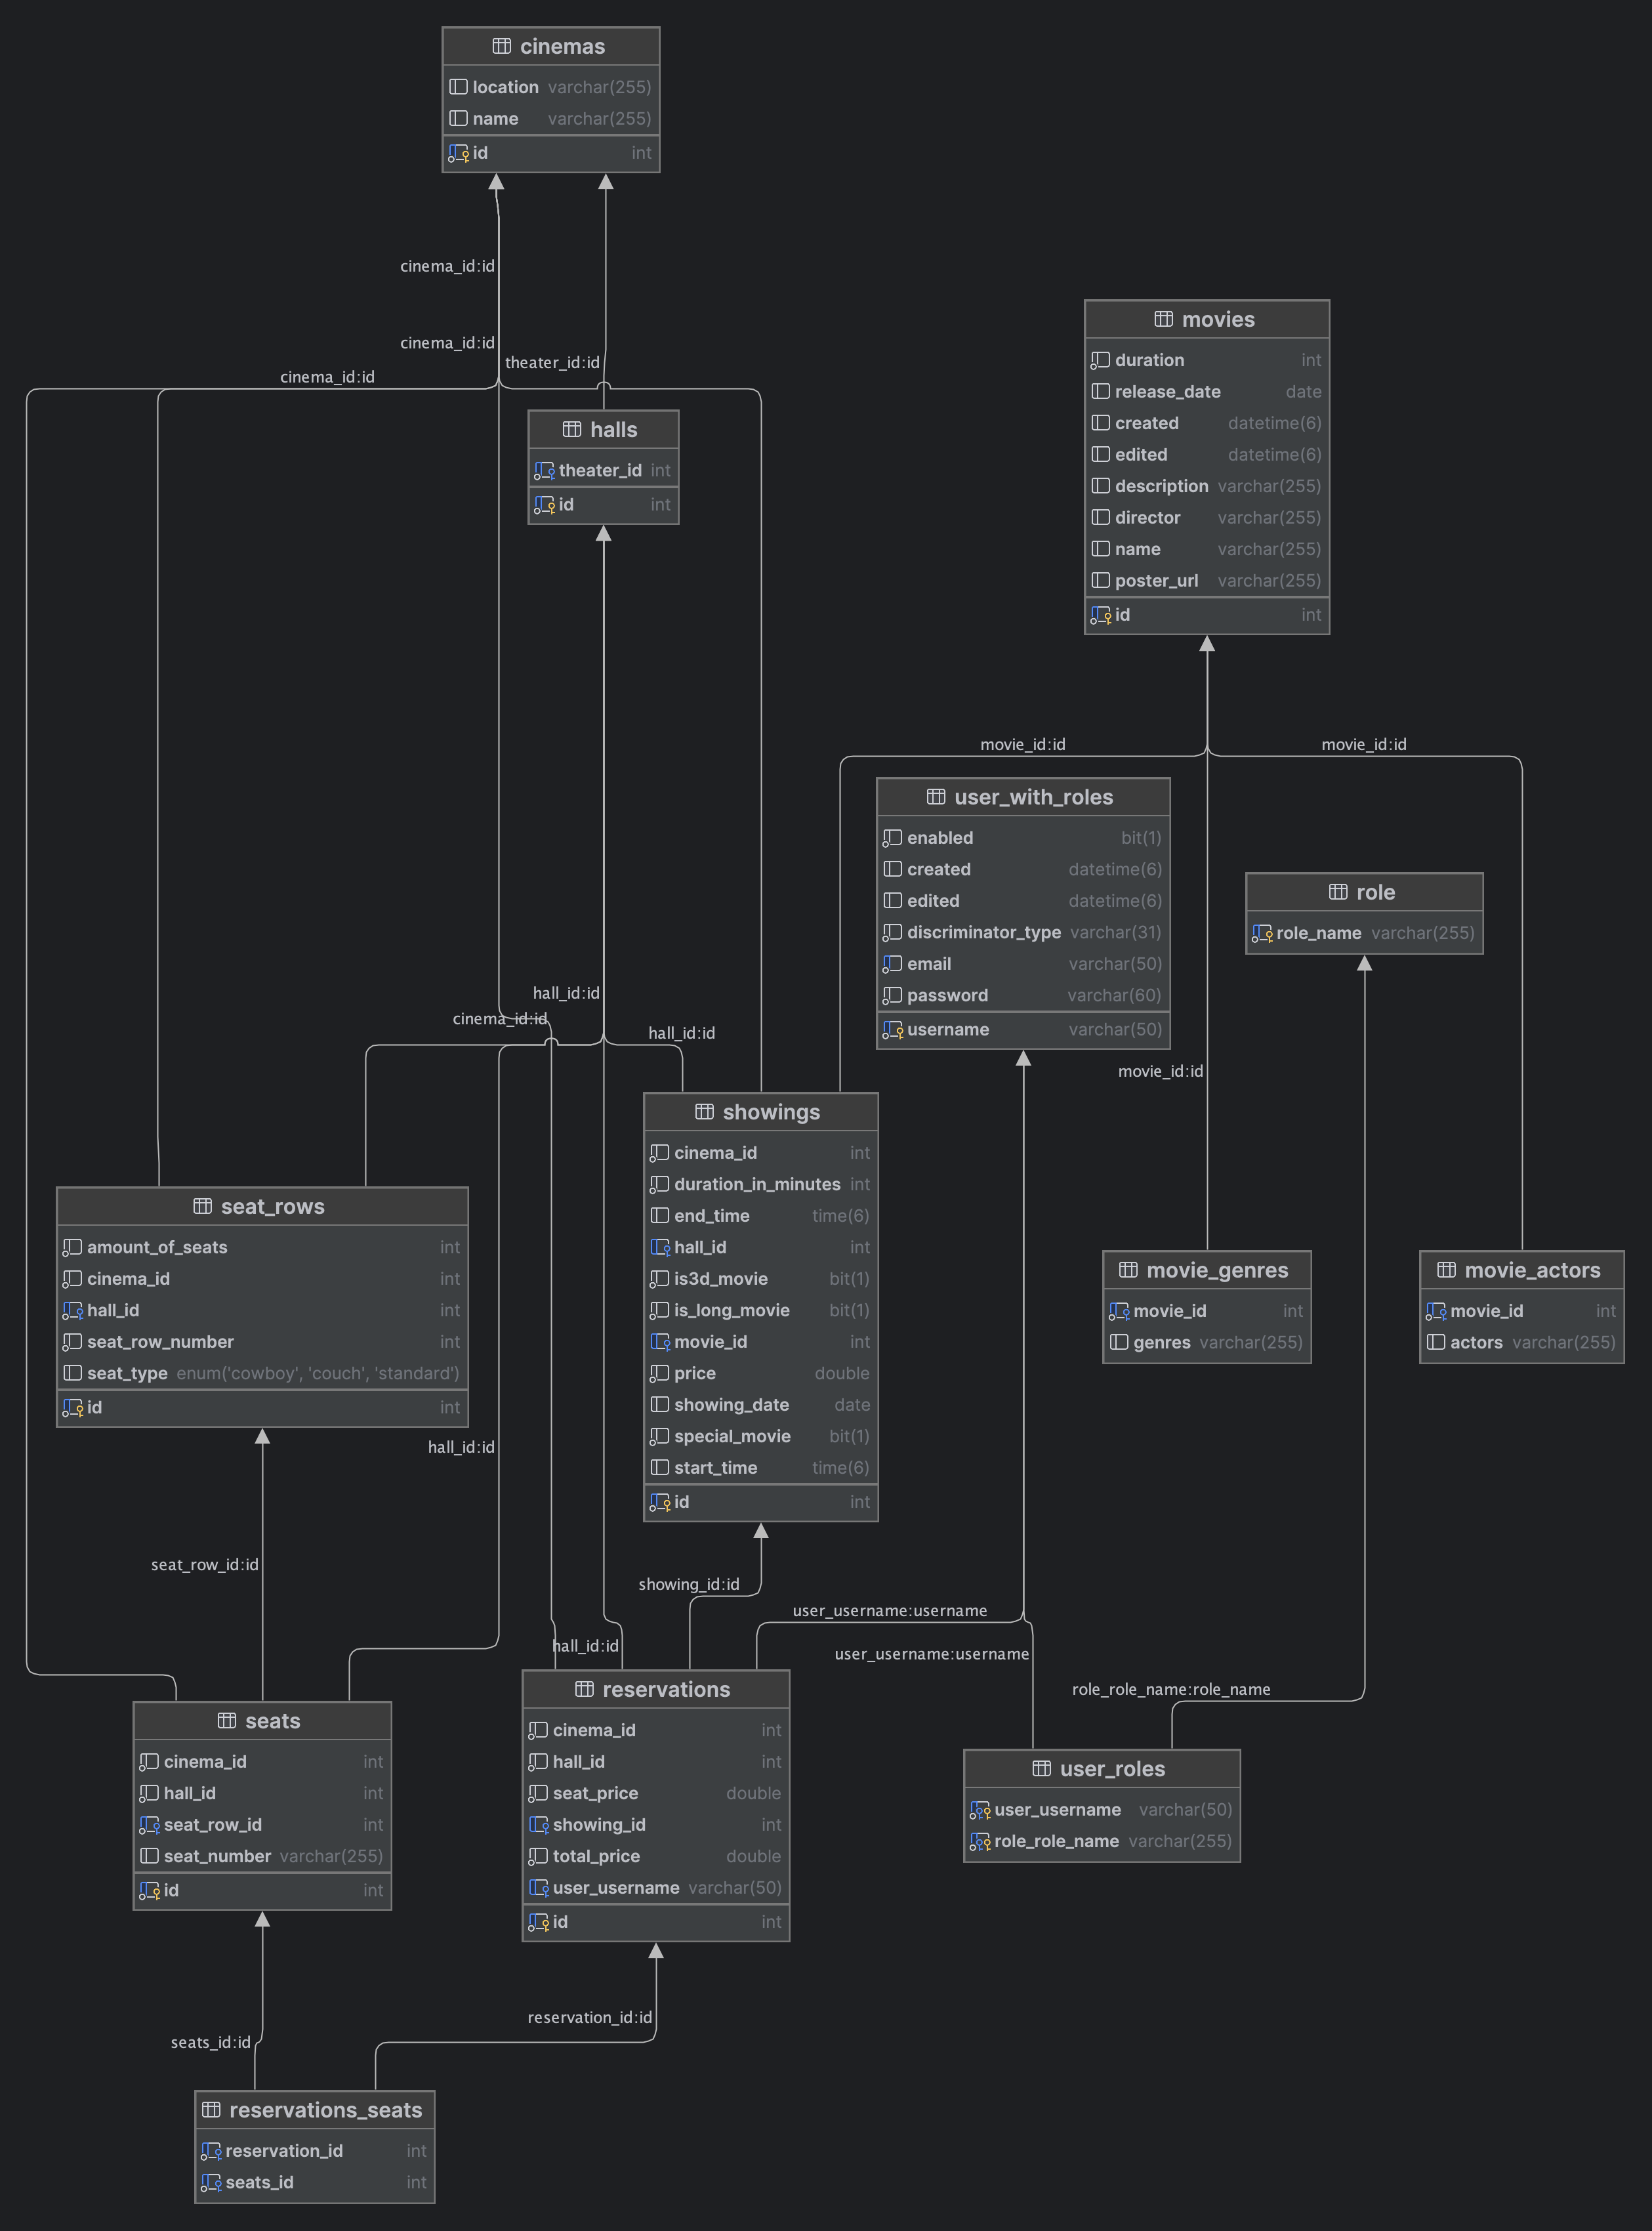 cinemas
location varchar(255)
name varchar(255)
id int
cinema_id:id
cinema_id:id
theater_id:id
cinema_id:id
movies
duration int
release_date date
created datetime(6)
edited datetime(6)
description varchar(255)
director varchar(255)
name varchar(255)
poster_url varchar(255)
id int
halls
theater_id int
id int
movie_id:id
movie_id:id
user_with_roles
enabled bit(1)
created datetime(6)
edited datetime(6)
discriminator_type varchar(31)
email varchar(50)
password varchar(60)
username varchar(50)
role
role_name varchar(255)
hall_id:id
cinema_id:id
hall_id:id
movie_id:id
showings
cinema_id int
duration_in_minutes int
end_time time(6)
hall_id int
is3d_movie bit(1)
is_long_movie bit(1)
movie_id int
price double
showing_date date
special_movie bit(1)
start_time time(6)
id int
seat_rows
amount_of_seats int
cinema_id int
hall_id int
seat_row_number int
seat_type enum('cowboy', 'couch', 'standard')
id int
movie_genres
movie_id int
genres varchar(255)
movie_actors
movie_id int
actors varchar(255)
hall_id:id
seat_row_id:id
showing_id:id
user_username:username
hall_id:id
user_username:username
role_role_name:role_name
seats
cinema_id int
hall_id int
seat_row_id int
seat_number varchar(255)
id int
reservations
cinema_id int
hall_id int
seat_price double
showing_id int
total_price double
user_username varchar(50)
id int
user_roles
user_username varchar(50)
role_role_name varchar(255)
reservation_id:id
seats_id:id
reservations_seats
reservation_id int
seats_id int